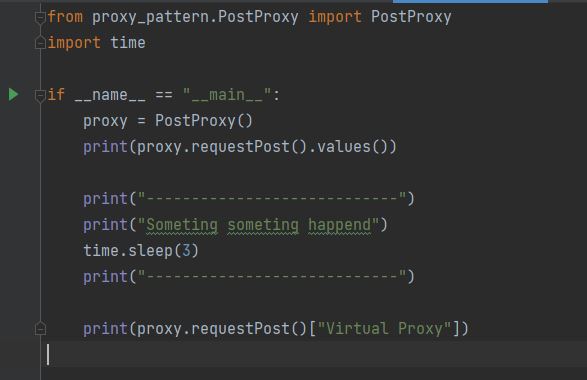 from proxy_pattern.PostProxy import PostProxy
import time
if __name__ == "__main__":
proxy = PostProxy()
print(proxy.requestPost().values())
print("----------------------------")
print("Someting someting happend")
time.sleep(3)
print("----------------------------")
print(proxy.requestPost()["Virtual Proxy"])